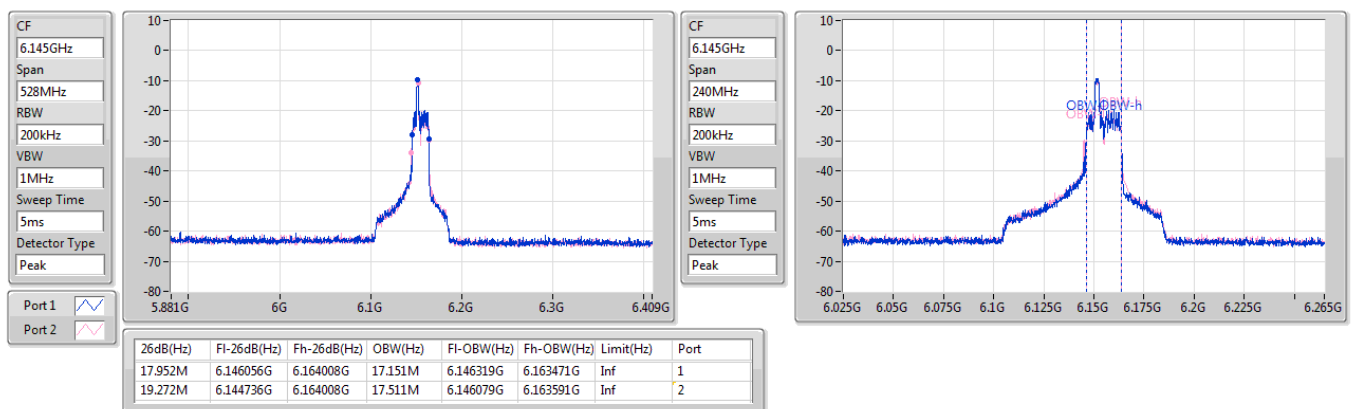 CF
6.145GHz
Span
528MHz
RBW
200kHz
VBW
1MHz
Sweep Time
5ms
Detector Type
Peak
Port 1
Port 2
10
0
-10
-20
-30
-40
-50
-60
-70
-80
5.881G 6G 6.1G 6.2G 6.3G 6.409G
CF
6.145GHz
Span
240MHz
RBW
200kHz
VBW
1MHz
Sweep Time
5ms
Detector Type
Peak
10
0
-10
-20
-30
-40
-50
-60
-70
-80
OBW-h
6.025G 6.05G 6.075G 6.1G 6.125G 6.15G 6.175G 6.2G 6.225G 6.265G
26dB(Hz) Fl-26dB(Hz) Fh-26dB(Hz) OBW(Hz) Fl-OBW(Hz) Fh-OBW(Hz) Limit(Hz) Port
17.952M 6.146056G 6.164008G 17.151M 6.146319G 6.163471G Inf 1
19.272M 6.144736G 6.164008G 17.511M 6.146079G 6.163591G Inf 2